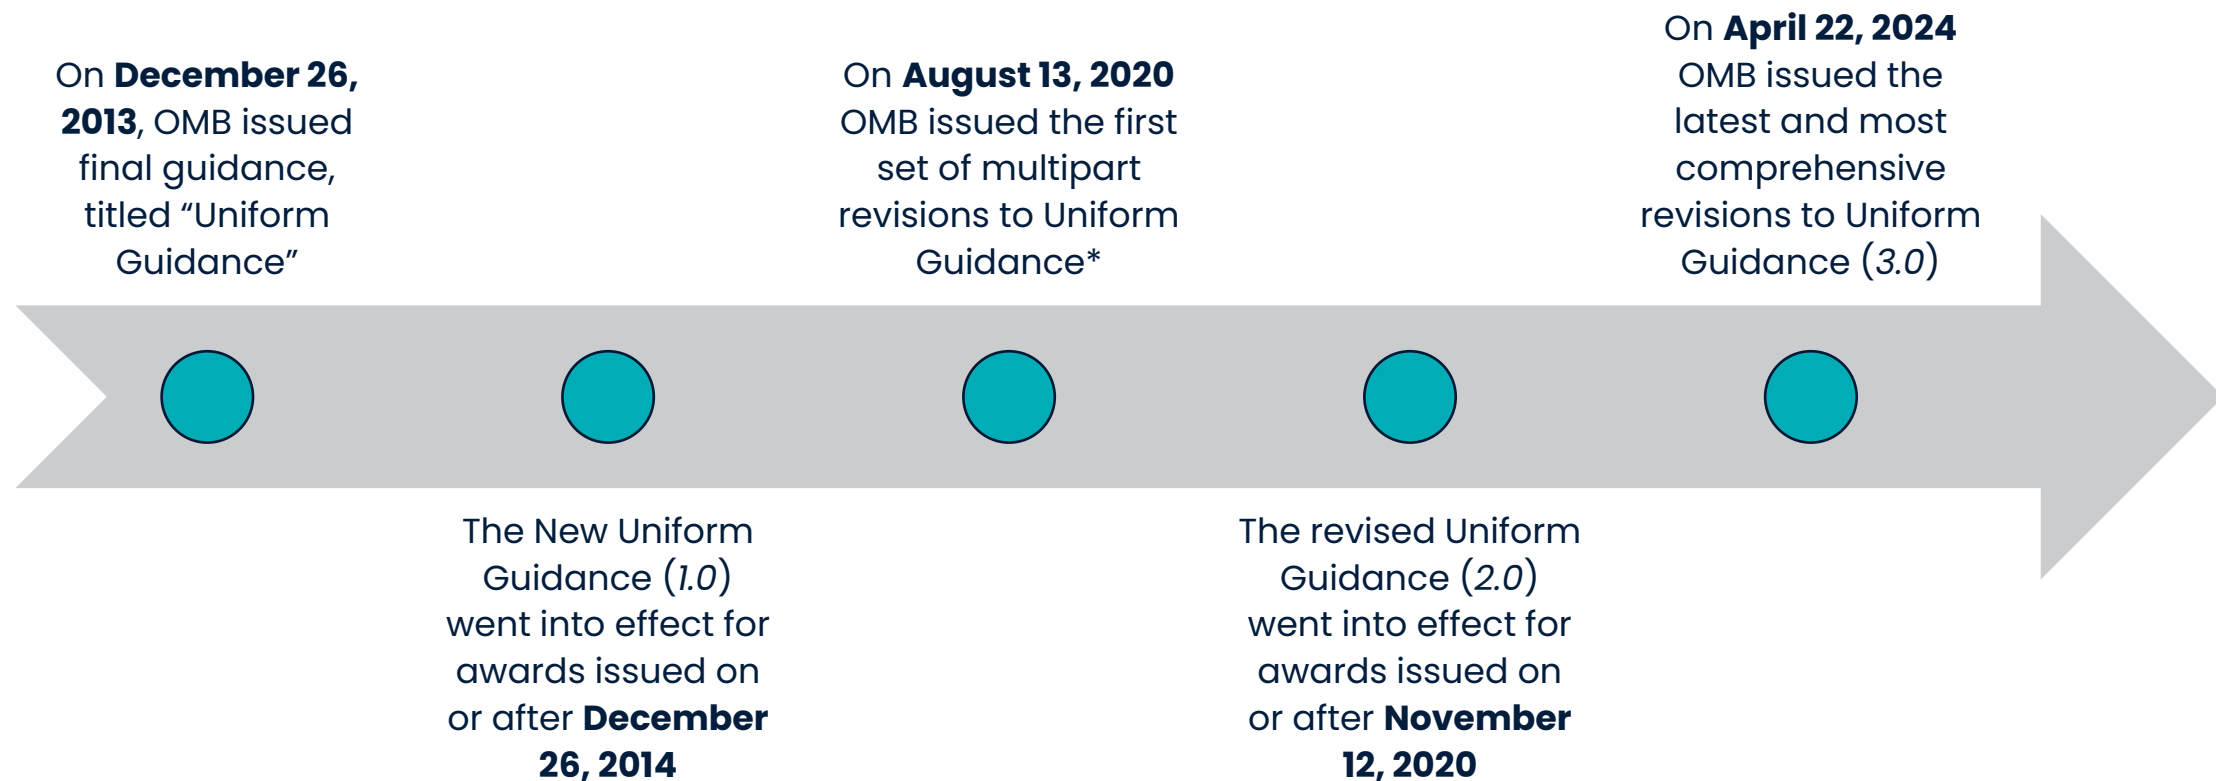 On December 26,
2013, OMB issued
final guidance,
titled “Uniform
Guidance”
The New Uniform
Guidance (1.0)
went into effect for
awards issued on
or after December
26, 2014
On August 13, 2020
OMB issued the first
set of multipart
revisions to Uniform
Guidance*
The revised Uniform
Guidance (2.0)
went into effect for
awards issued on
or after November
12, 2020
On April 22, 2024
OMB issued the
latest and most
comprehensive
revisions to Uniform
Guidance (3.0)